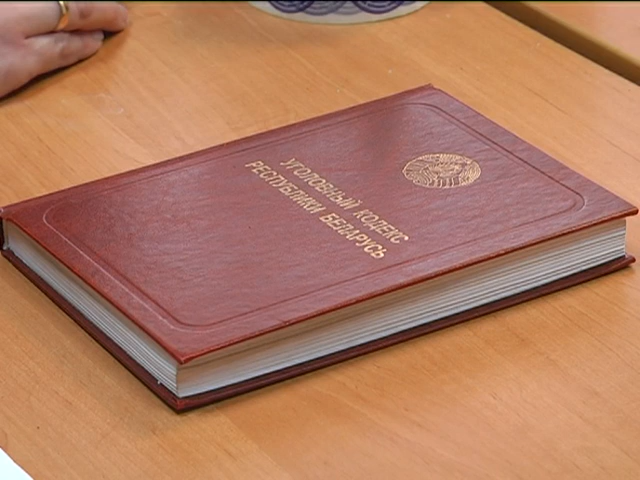 УГОЛОВНЫЙ КОДЕКС
РЕСПУБЛИКИ БЕЛАРУСЬ